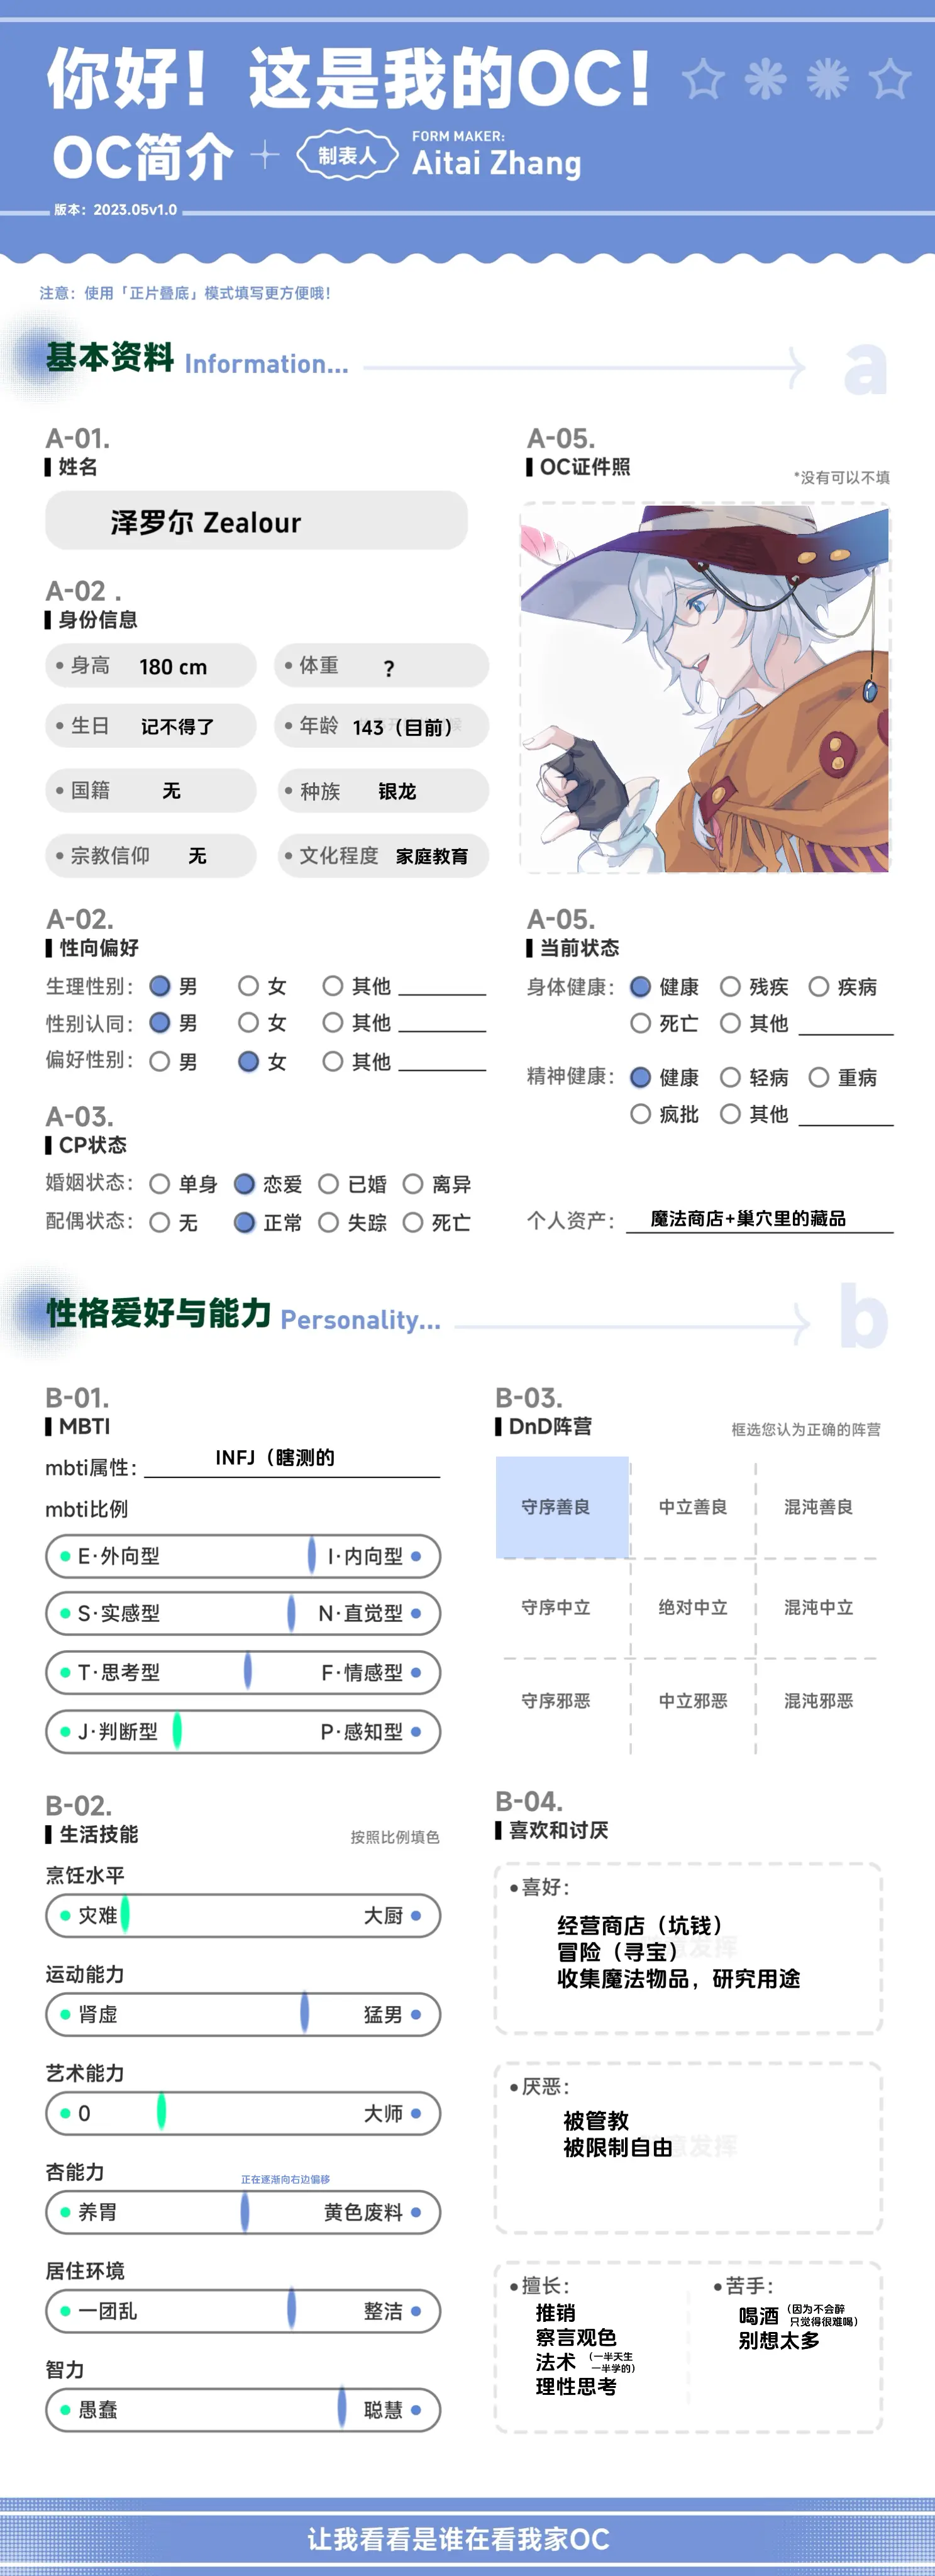 你好！这是我的OC！
OC简介
制表人
FORM MAKER:
Aitai Zhang
版本：2023.05v1.0
注意：使用「正片叠底」模式填写更方便哦！
基本资料 Information... a
A-01.
姓名
泽罗尔 Zealour
A-05.
OC证件照
*没有可以不填
A-02 .
身份信息
•身高 180 cm
•体重 ?
•生日 记不得了
•年龄 143（目前）
•国籍 无
•种族 银龙
•宗教信仰 无
•文化程度 家庭教育
A-02.
性向偏好
生理性别： 男 女 其他
性别认同： 男 女 其他
偏好性别： 男 女 其他
A-03.
CP状态
婚姻状态： 单身 恋爱 已婚 离异
配偶状态： 无 正常 失踪 死亡
A-05.
当前状态
身体健康： 健康 残疾 疾病
死亡 其他
精神健康： 健康 轻病 重病
疯批 其他
个人资产： 魔法商店+巢穴里的藏品
性格爱好与能力 Personality... b
B-01.
MBTI
mbti属性： INFJ（瞎测的
mbti比例
E·外向型 I·内向型
S·实感型 N·直觉型
T·思考型 F·情感型
J·判断型 P·感知型
B-03.
DnD阵营
框选您认为正确的阵营
守序善良 中立善良 混沌善良
守序中立 绝对中立 混沌中立
守序邪恶 中立邪恶 混沌邪恶
B-02.
生活技能
按照比例填色
烹饪水平
灾难 大厨
运动能力
肾虚 猛男
艺术能力
0 大师
杏能力
正在逐渐向右边偏移
养胃 黄色废料
居住环境
一团乱 整洁
智力
愚蠢 聪慧
B-04.
喜欢和讨厌
•喜好：
经营商店（坑钱）
冒险（寻宝）
收集魔法物品，研究用途
•厌恶：
被管教
被限制自由
意发挥
•擅长：
推销
察言观色
法术（一半天生
一半学的）
理性思考
•苦手：
喝酒（因为不会醉
只觉得很难喝）
别想太多
让我看看是谁在看我家OC